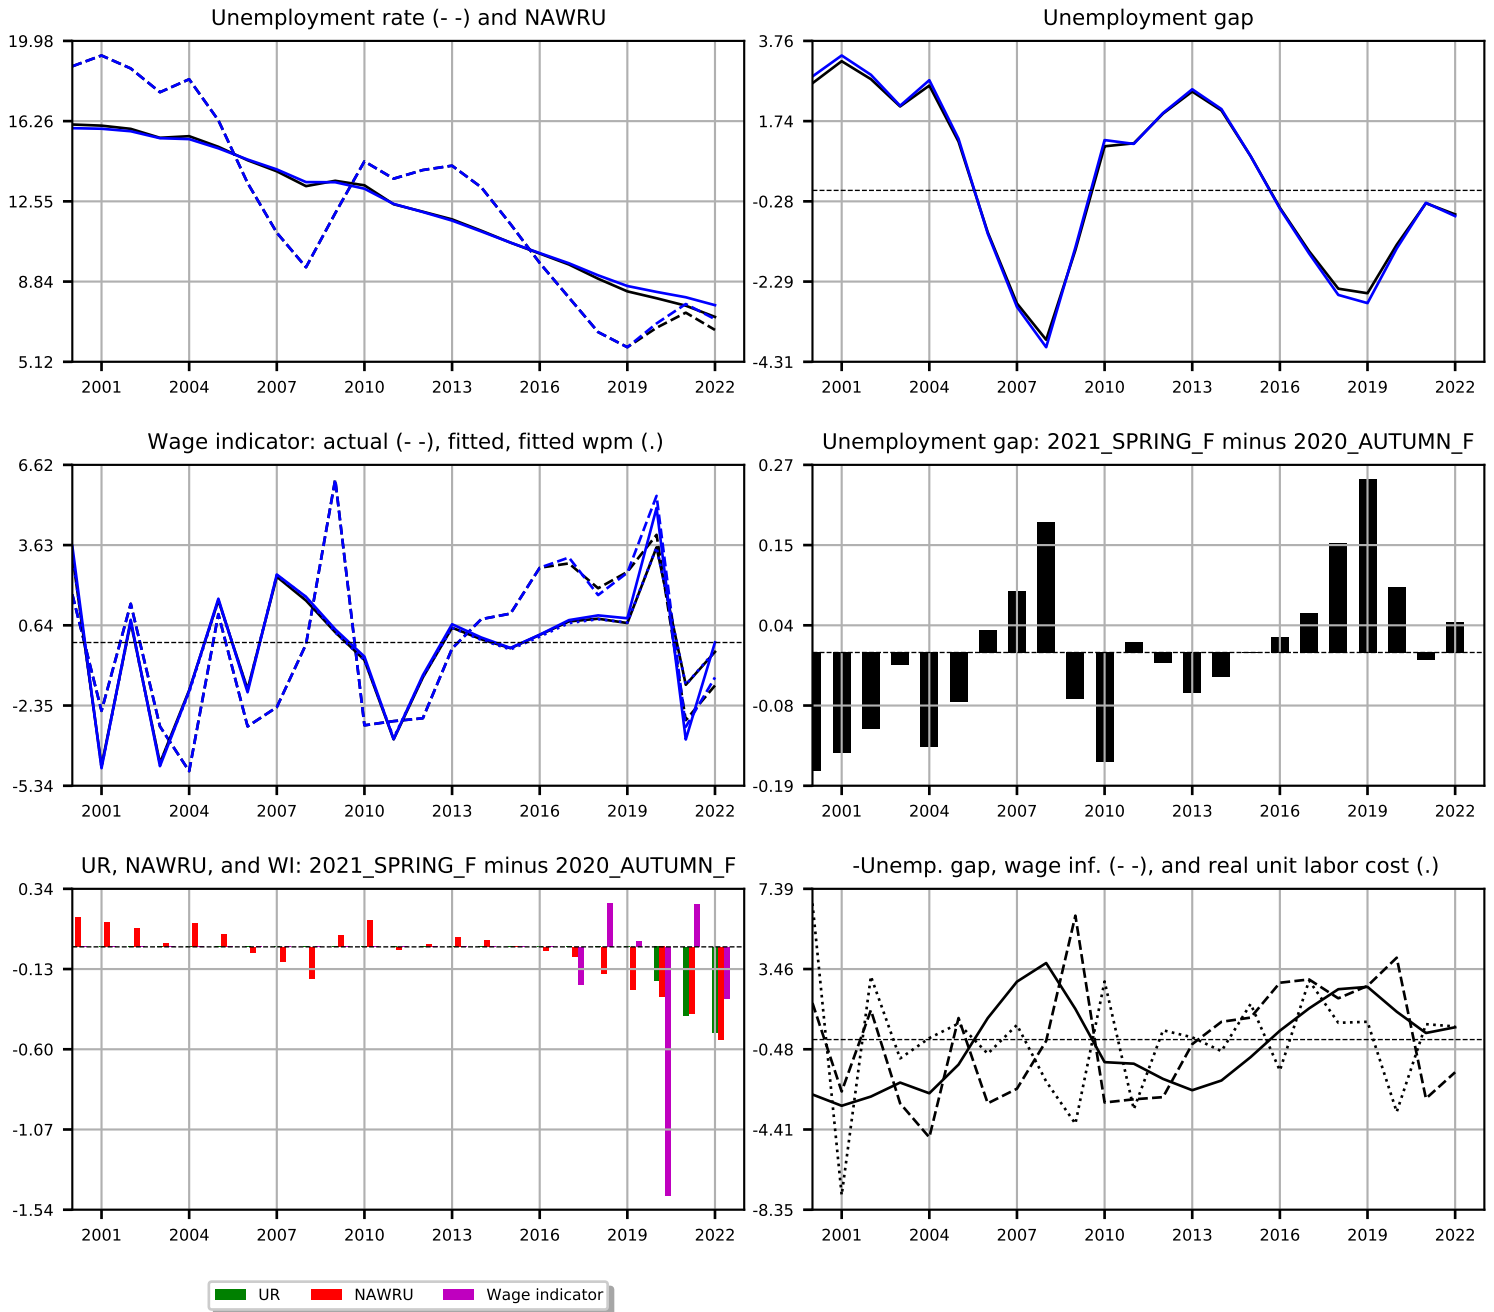 Unemployment rate (- -) and NAWRU
19.98
16.26
12.55
8.84
5.12
2001 2004 2007 2010 2013 2016 2019 2022
Unemployment gap
3.76
1.74
-0.28
-2.29
-4.31
2001 2004 2007 2010 2013 2016 2019 2022
Wage indicator: actual (- -), fitted, fitted wpm (.)
6.62
3.63
0.64
-2.35
-5.34
2001 2004 2007 2010 2013 2016 2019 2022
Unemployment gap: 2021_SPRING_F minus 2020_AUTUMN_F
0.27
0.15
0.04
-0.08
-0.19
2001 2004 2007 2010 2013 2016 2019 2022
UR, NAWRU, and WI: 2021_SPRING_F minus 2020_AUTUMN_F
0.34
-0.13
-0.60
-1.07
-1.54
2001 2004 2007 2010 2013 2016 2019 2022
-Unemp. gap, wage inf. (- -), and real unit labor cost (.)
7.39
3.46
-0.48
-4.41
-8.35
2001 2004 2007 2010 2013 2016 2019 2022
UR NAWRU Wage indicator